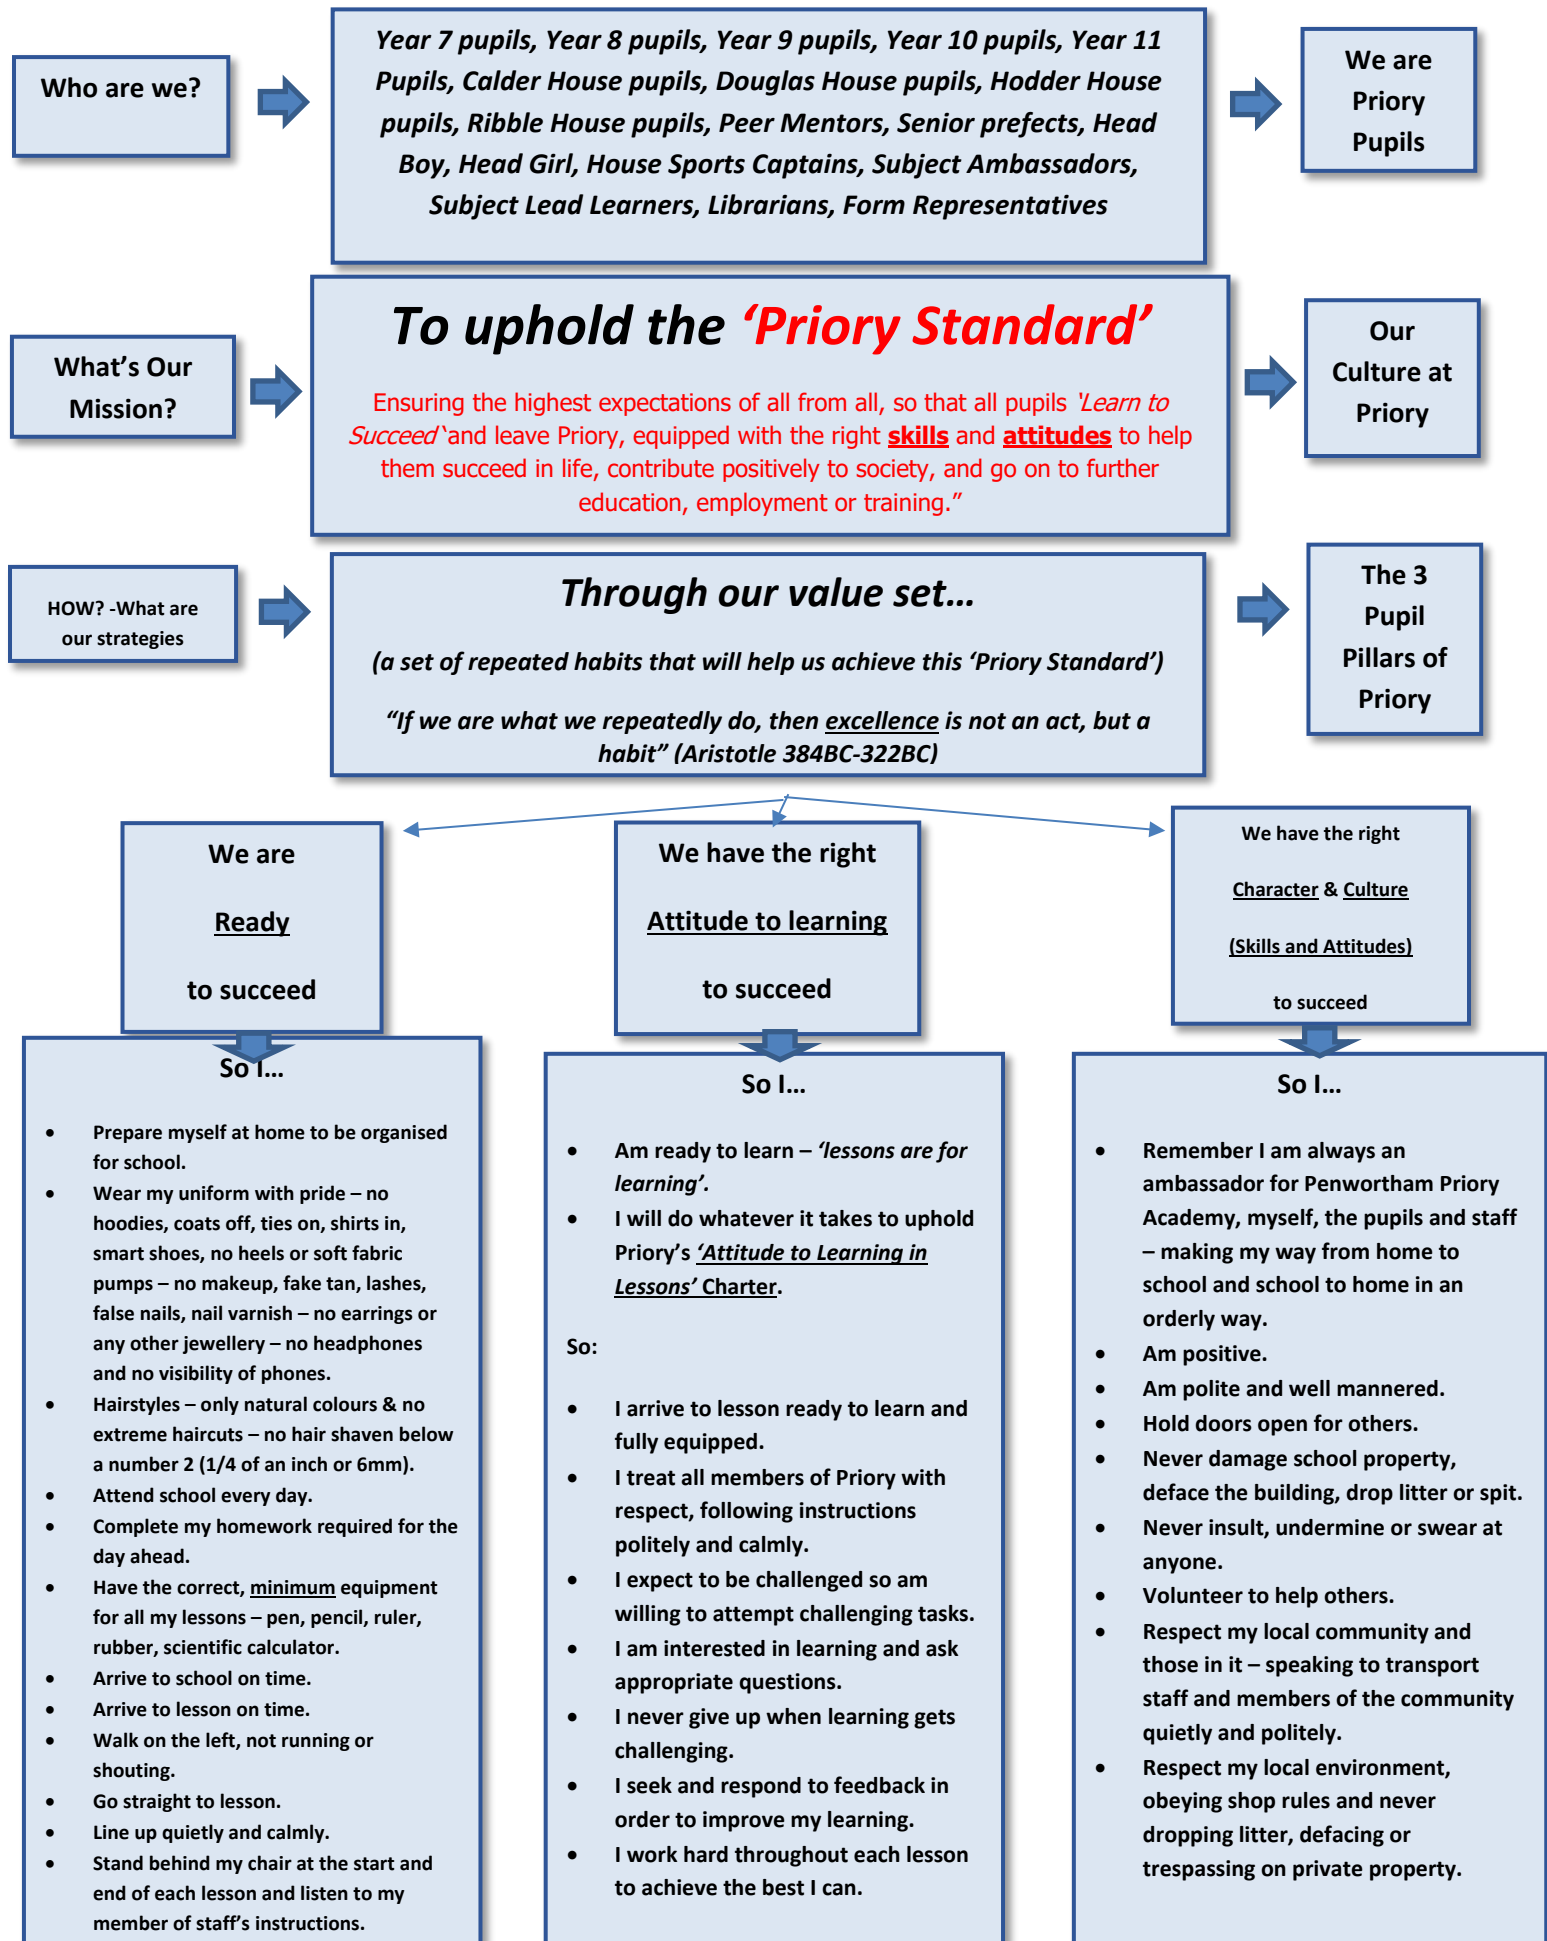 Who are we?
Year 7 pupils, Year 8 pupils, Year 9 pupils, Year 10 pupils, Year 11
Pupils, Calder House pupils, Douglas House pupils, Hodder House
pupils, Ribble House pupils, Peer Mentors, Senior prefects, Head
Boy, Head Girl, House Sports Captains, Subject Ambassadors,
Subject Lead Learners, Librarians, Form Representatives
We are
Priory
Pupils
What’s Our
Mission?
To uphold the ‘Priory Standard’
Ensuring the highest expectations of all from all, so that all pupils ‘Learn to
Succeed‘and leave Priory, equipped with the right skills and attitudes to help
them succeed in life, contribute positively to society, and go on to further
education, employment or training.”
Our
Culture at
Priory
HOW? -What are
our strategies
Through our value set…
(a set of repeated habits that will help us achieve this ‘Priory Standard’)
“If we are what we repeatedly do, then excellence is not an act, but a
habit” (Aristotle 384BC-322BC)
The 3
Pupil
Pillars of
Priory
We are
Ready
to succeed
So I…
• Prepare myself at home to be organised
for school.
• Wear my uniform with pride – no
hoodies, coats off, ties on, shirts in,
smart shoes, no heels or soft fabric
pumps – no makeup, fake tan, lashes,
false nails, nail varnish – no earrings or
any other jewellery – no headphones
and no visibility of phones.
• Hairstyles – only natural colours & no
extreme haircuts – no hair shaven below
a number 2 (1/4 of an inch or 6mm).
• Attend school every day.
• Complete my homework required for the
day ahead.
• Have the correct, minimum equipment
for all my lessons – pen, pencil, ruler,
rubber, scientific calculator.
• Arrive to school on time.
• Arrive to lesson on time.
• Walk on the left, not running or
shouting.
• Go straight to lesson.
• Line up quietly and calmly.
• Stand behind my chair at the start and
end of each lesson and listen to my
member of staff’s instructions.
We have the right
Attitude to learning
to succeed
So I…
• Am ready to learn – ‘lessons are for
learning’.
• I will do whatever it takes to uphold
Priory’s ‘Attitude to Learning in
Lessons’ Charter.
So:
• I arrive to lesson ready to learn and
fully equipped.
• I treat all members of Priory with
respect, following instructions
politely and calmly.
• I expect to be challenged so am
willing to attempt challenging tasks.
• I am interested in learning and ask
appropriate questions.
• I never give up when learning gets
challenging.
• I seek and respond to feedback in
order to improve my learning.
• I work hard throughout each lesson
to achieve the best I can.
We have the right
Character & Culture
(Skills and Attitudes)
to succeed
So I…
• Remember I am always an
ambassador for Penwortham Priory
Academy, myself, the pupils and staff
– making my way from home to
school and school to home in an
orderly way.
• Am positive.
• Am polite and well mannered.
• Hold doors open for others.
• Never damage school property,
deface the building, drop litter or spit.
• Never insult, undermine or swear at
anyone.
• Volunteer to help others.
• Respect my local community and
those in it – speaking to transport
staff and members of the community
quietly and politely.
• Respect my local environment,
obeying shop rules and never
dropping litter, defacing or
trespassing on private property.